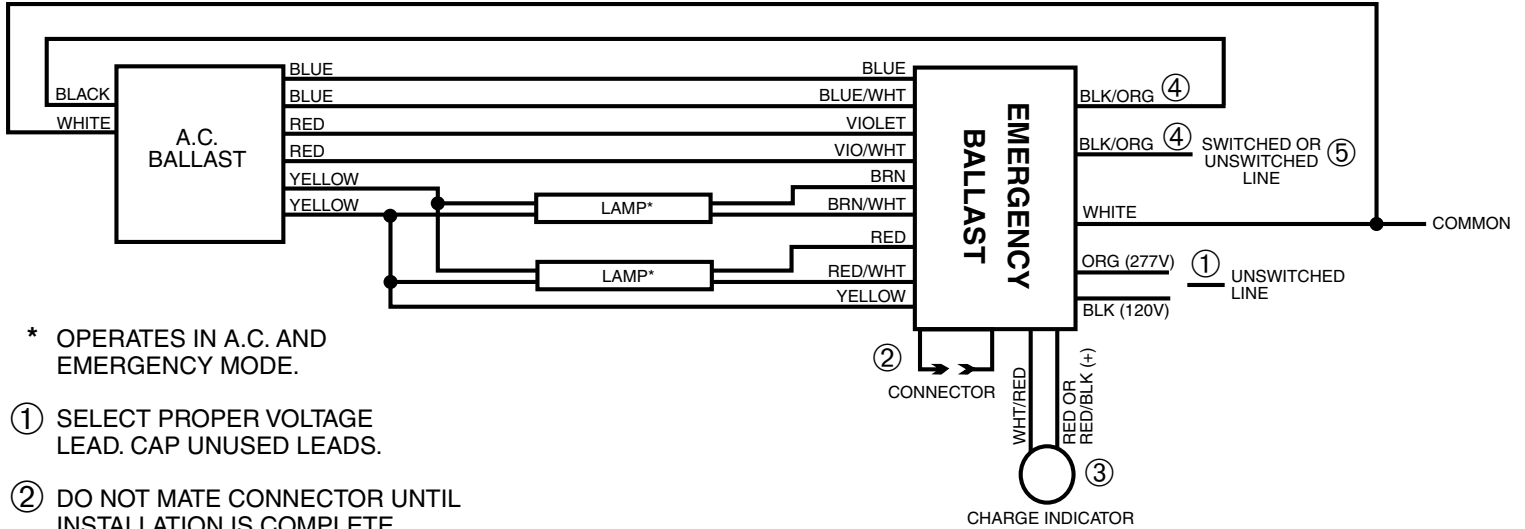 BLUE
BLUE
BLACK
BLUE
BLUE/WHT
BLK/ORG ④
WHITE
RED
VIOLET
A.C.
BALLAST
RED
VIO/WHT
EMERGENCY
BALLAST
BLK/ORG ④
SWITCHED OR
UNSWITCHED ⑤
LINE
YELLOW
BRN
YELLOW
LAMP*
BRN/WHT
WHITE
COMMON
RED
LAMP*
RED/WHT
ORG (277V)
① UNSWITCHED
LINE
YELLOW
BLK (120V)
②
CONNECTOR
WHT/RED
RED OR
RED/BLK (+)
③
CHARGE INDICATOR
* OPERATES IN A.C. AND
EMERGENCY MODE.
① SELECT PROPER VOLTAGE
LEAD. CAP UNUSED LEADS.
② DO NOT MATE CONNECTOR UNTIL
INSTALLATION IS COMPLETE